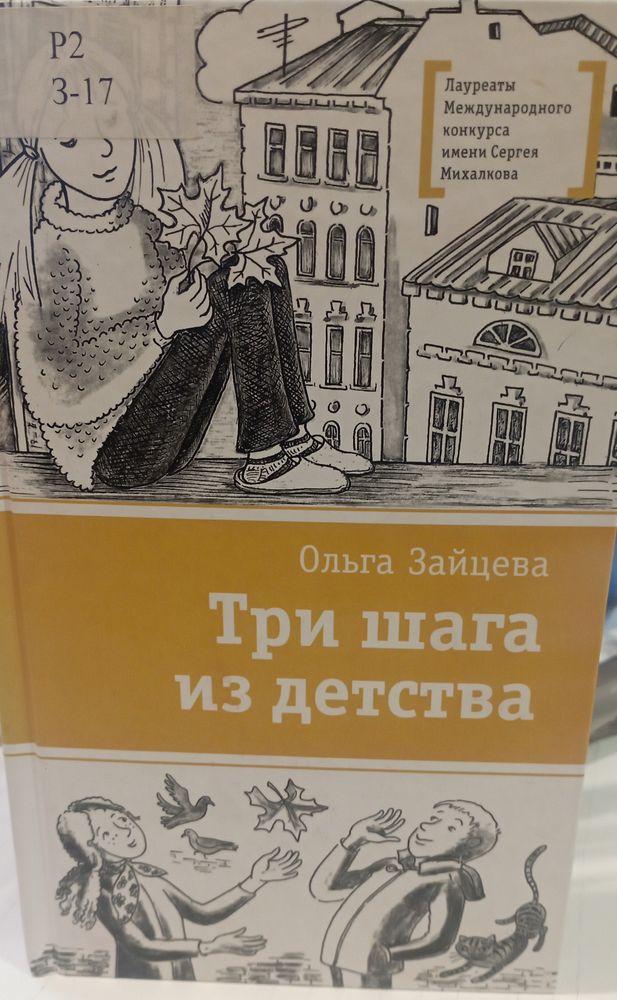 Р2
З-17
Лауреаты
Международного
конкурса
имени Сергея
Михалкова
Ольга Зайцева
Три шага
из детства